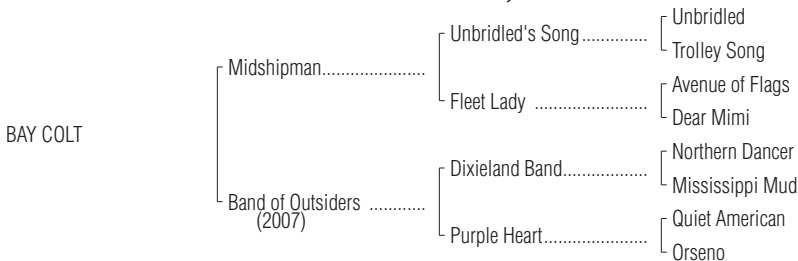 Unbridled
Unbridled's Song..............
Trolley Song
Midshipman......................
Avenue of Flags
Fleet Lady ........................
Dear Mimi
BAY COLT
Northern Dancer
Dixieland Band..................
Mississippi Mud
Band of Outsiders ............
(2007)
Quiet American
Purple Heart......................
Orseno